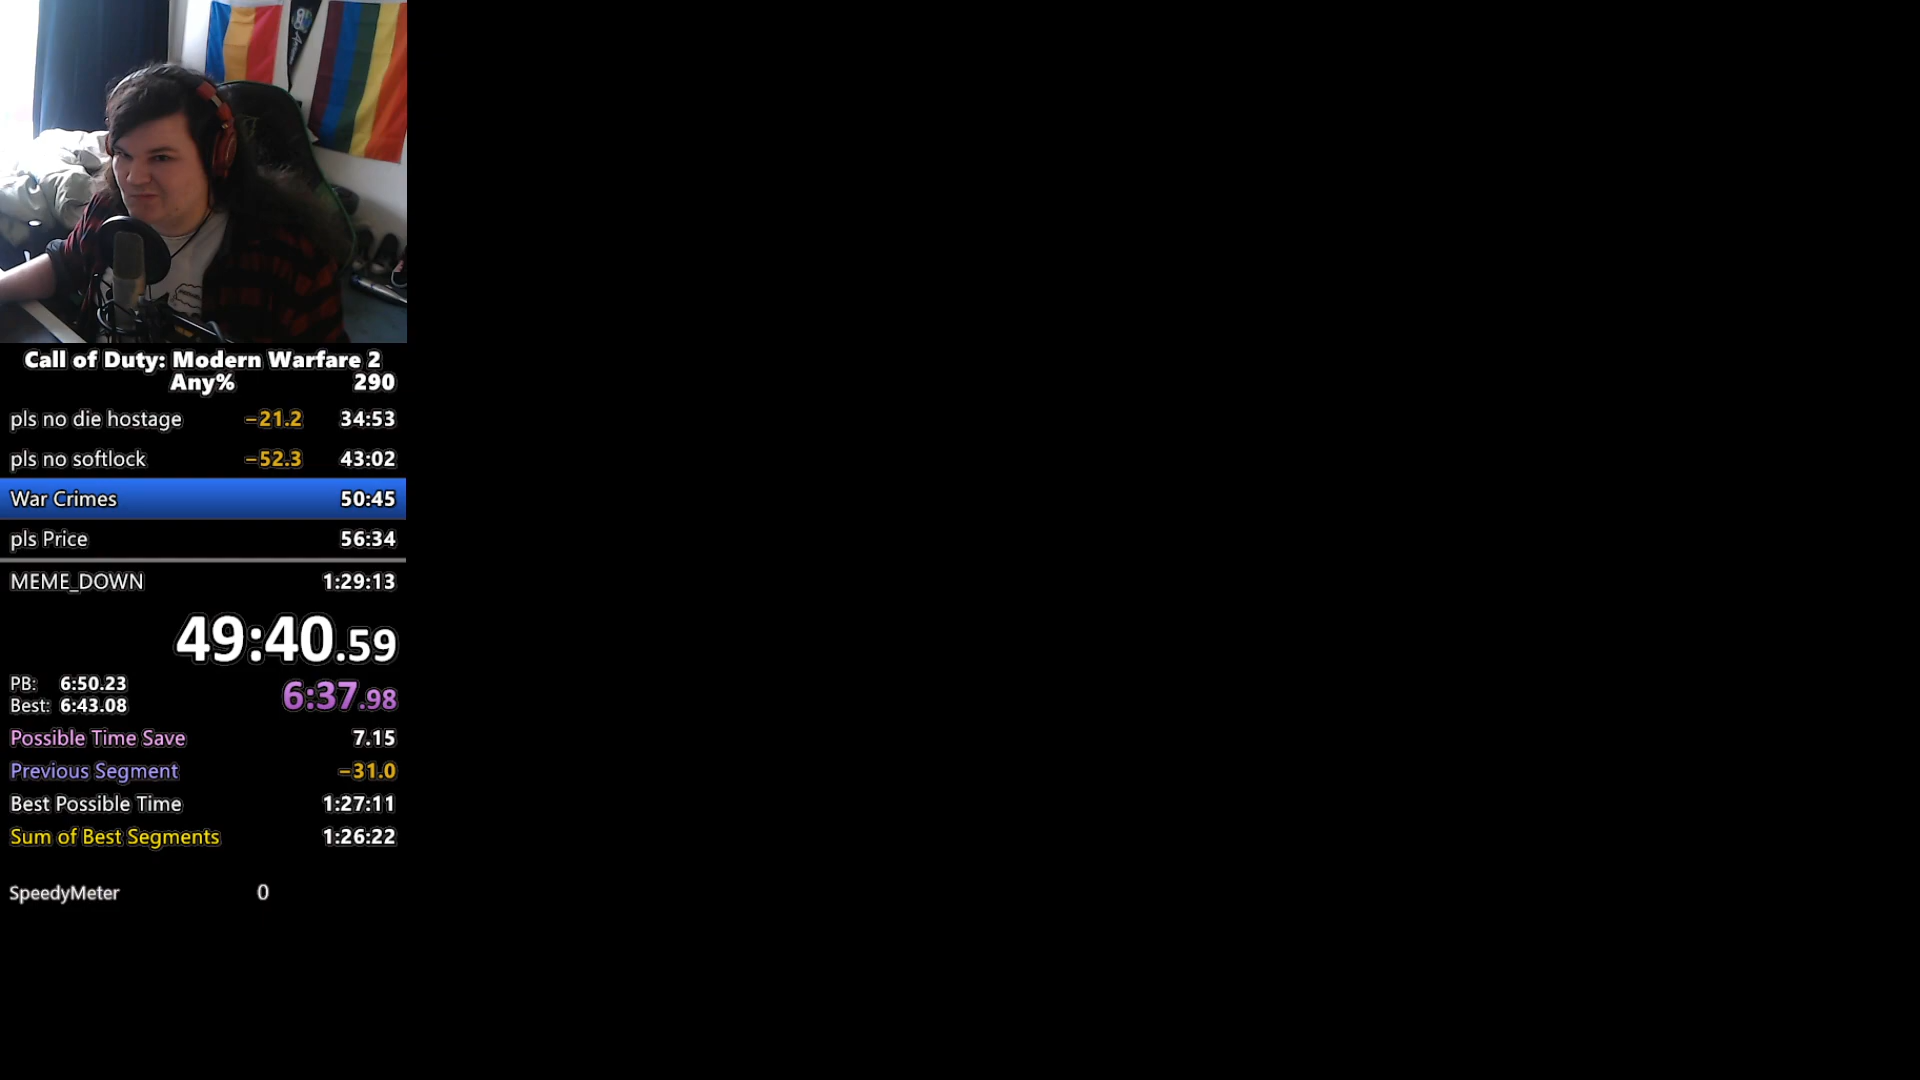 Call of Duty: Modern Warfare 2
Any% 290
pls no die hostage −21.2 34:53
pls no softlock −52.3 43:02
War Crimes 50:45
pls Price 56:34
MEME_DOWN 1:29:13
49:40.59
PB: 6:50.23
Best: 6:43.08
6:37.98
Possible Time Save 7.15
Previous Segment −31.0
Best Possible Time 1:27:11
Sum of Best Segments 1:26:22
SpeedyMeter 0